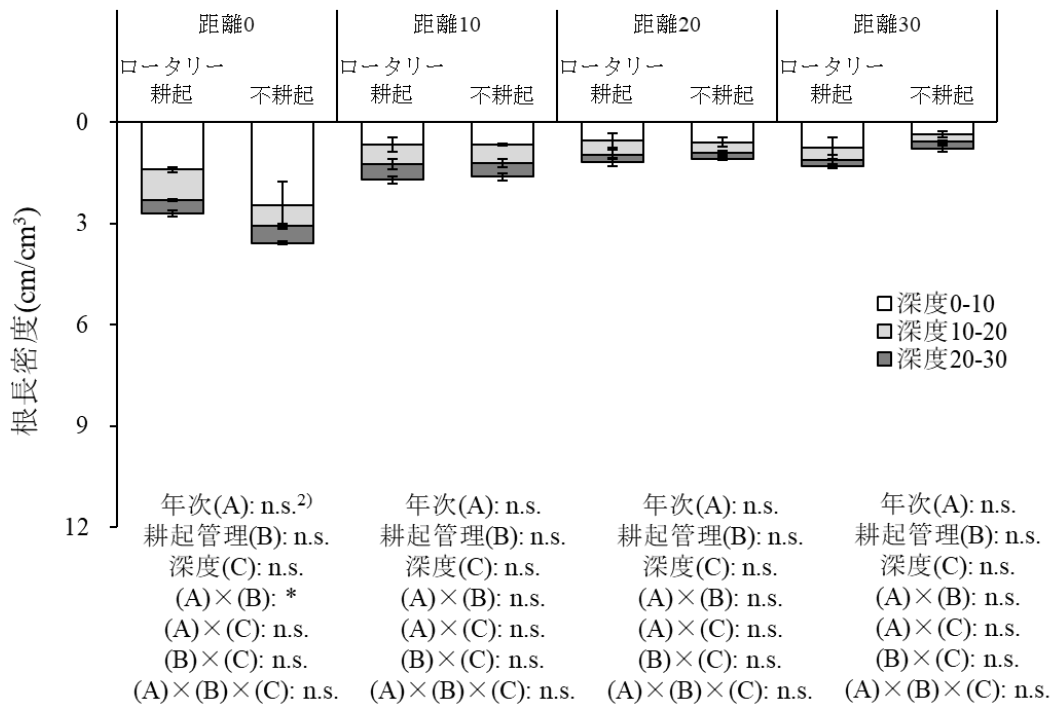 距離0 距離10 距離20 距離30
ロータリー ロータリー ロータリー ロータリー
耕起 不耕起 耕起 不耕起 耕起 不耕起 耕起 不耕起
0
3
6
9
12
根長密度(cm/cm³)
深度0-10
深度10-20
深度20-30
年次(A): n.s.²⁾ 年次(A): n.s. 年次(A): n.s. 年次(A): n.s.
耕起管理(B): n.s. 耕起管理(B): n.s. 耕起管理(B): n.s. 耕起管理(B): n.s.
深度(C): n.s. 深度(C): n.s. 深度(C): n.s. 深度(C): n.s.
(A)×(B): * (A)×(B): n.s. (A)×(B): n.s. (A)×(B): n.s.
(A)×(C): n.s. (A)×(C): n.s. (A)×(C): n.s. (A)×(C): n.s.
(B)×(C): n.s. (B)×(C): n.s. (B)×(C): n.s. (B)×(C): n.s.
(A)×(B)×(C): n.s. (A)×(B)×(C): n.s. (A)×(B)×(C): n.s. (A)×(B)×(C): n.s.